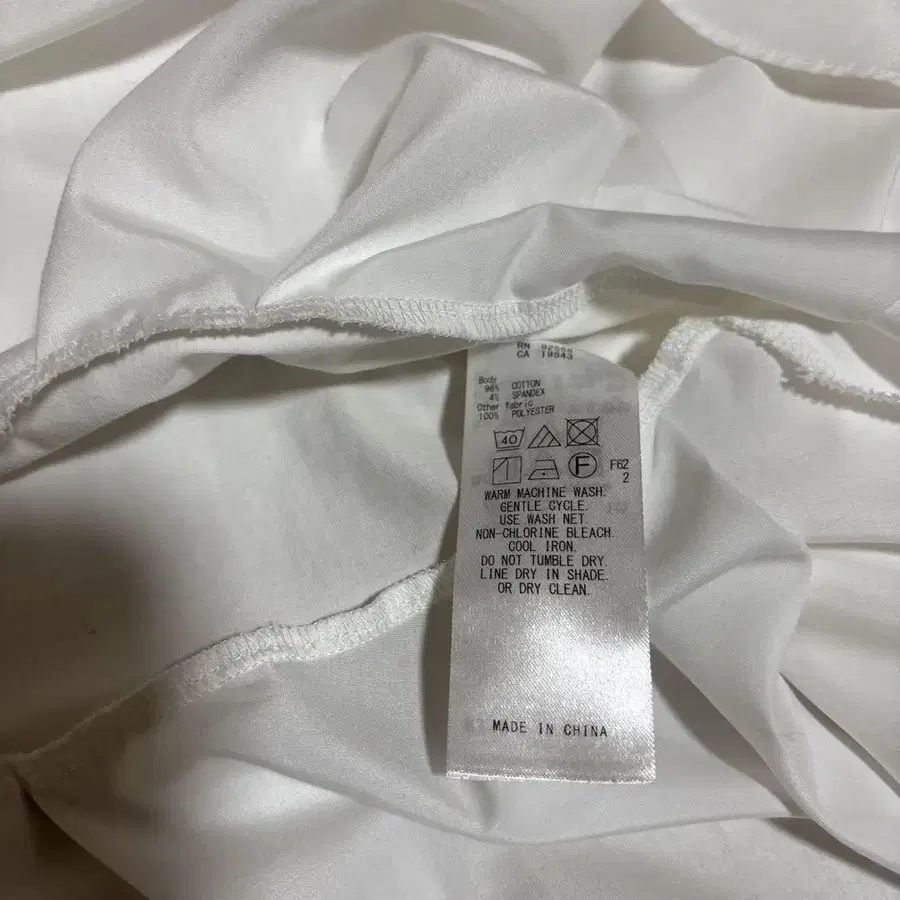 RN 92566
CA 19843
Body
96% COTTON
4% SPANDEX
Other fabric
100% POLYESTER
40
F
F62
2
WARM MACHINE WASH.
GENTLE CYCLE.
USE WASH NET.
NON-CHLORINE BLEACH.
COOL IRON.
DO NOT TUMBLE DRY.
LINE DRY IN SHADE.
OR DRY CLEAN.
MADE IN CHINA